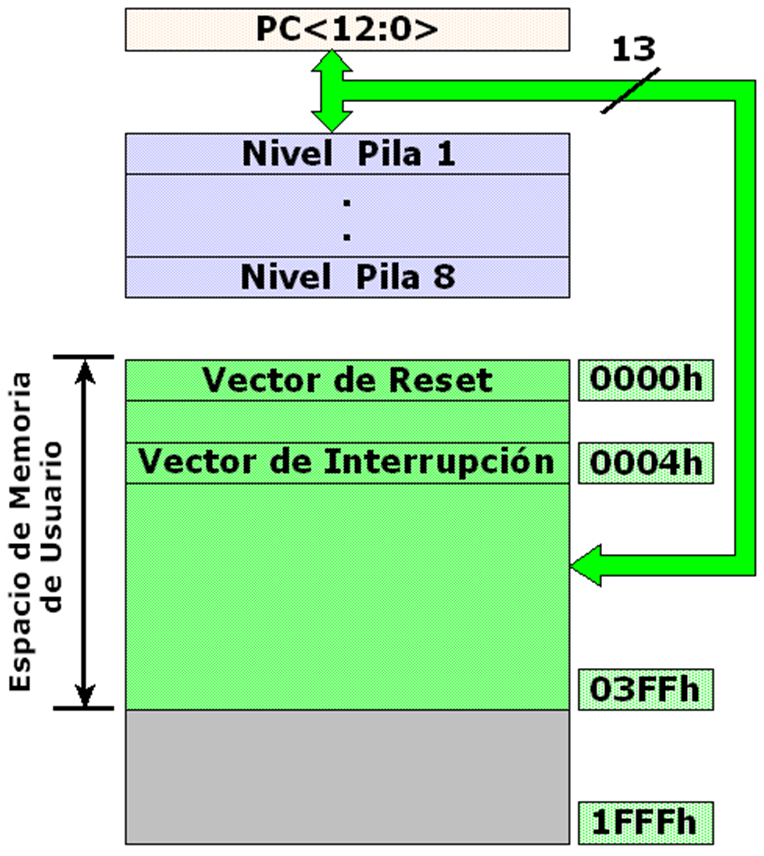 PC<12:0>
13
Nivel Pila 1
.
.
Nivel Pila 8
Espacio de Memoria
de Usuario
Vector de Reset
0000h
Vector de Interrupción
0004h
03FFh
1FFFh